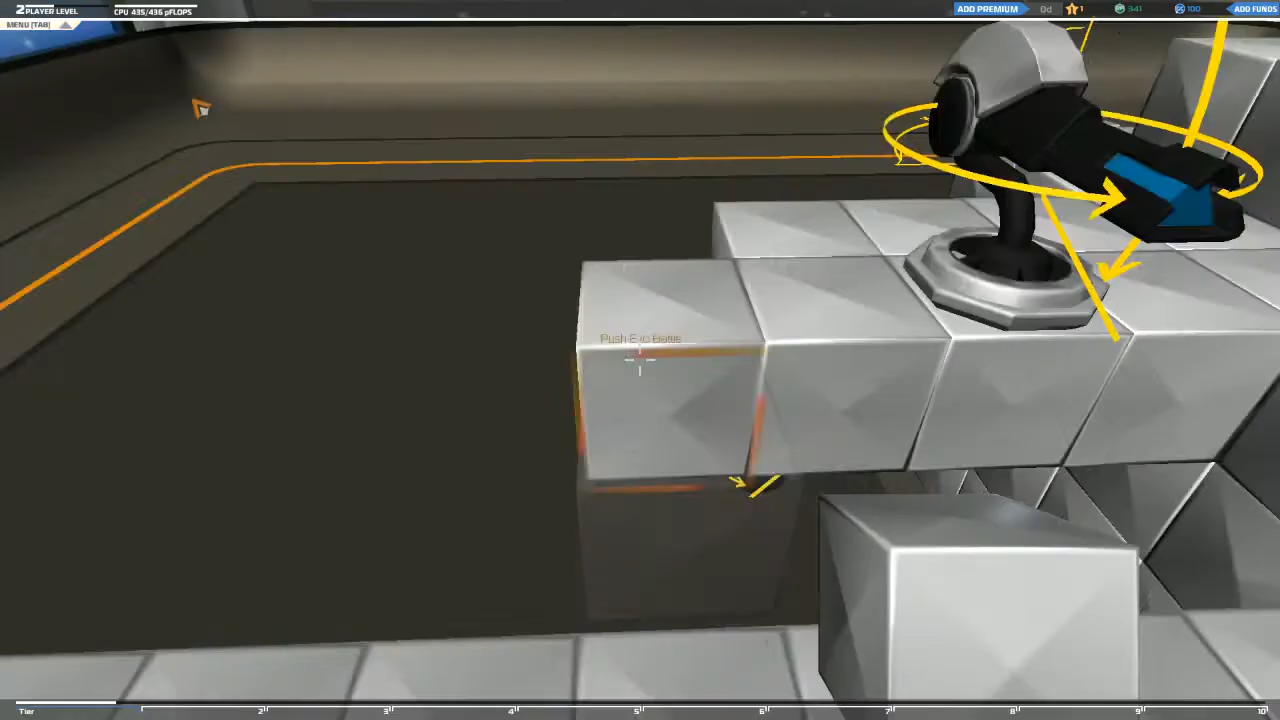 2 PLAYER LEVEL
CPU 435/436 pFLOPS
ADD PREMIUM 0d 1 341 100 ADD FUNDS
MENU [TAB]
Push E to
Tier 2 3 4 5 6 7 8 9 10